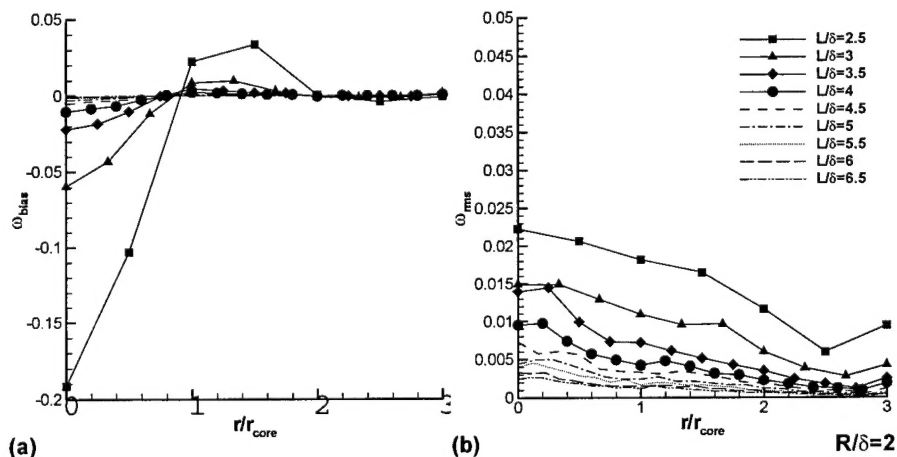 0.05
0
-0.05
-0.1
-0.15
-0.2
ω_bias
0 1 2 3
r/r_core
(a)
0.05
0.045
0.04
0.035
0.03
0.025
0.02
0.015
0.01
0.005
0
ω_rms
L/δ=2.5
L/δ=3
L/δ=3.5
L/δ=4
L/δ=4.5
L/δ=5
L/δ=5.5
L/δ=6
L/δ=6.5
0 1 2 3
r/r_core
(b)
R/δ=2